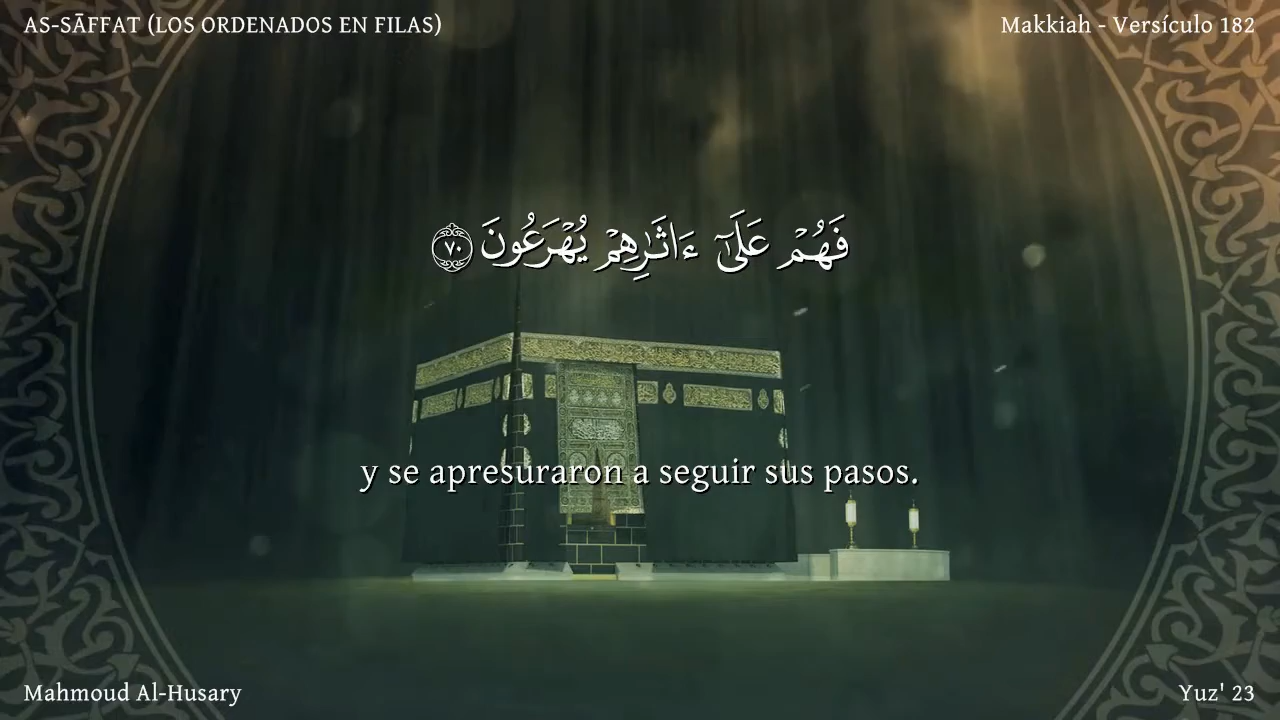 AS-SĀFFAT (LOS ORDENADOS EN FILAS)
Makkiah - Versículo 182
فَهُمْ عَلَىٰٓ ءَاثَـٰرِهِمْ يُهْرَعُونَ ٧٠
y se apresuraron a seguir sus pasos.
Mahmoud Al-Husary
Yuz' 23